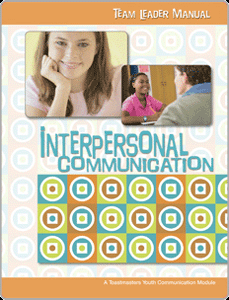 TEAM LEADER MANUAL
INTERPERSONAL
COMMUNICATION
A Toastmasters Youth Communication Module